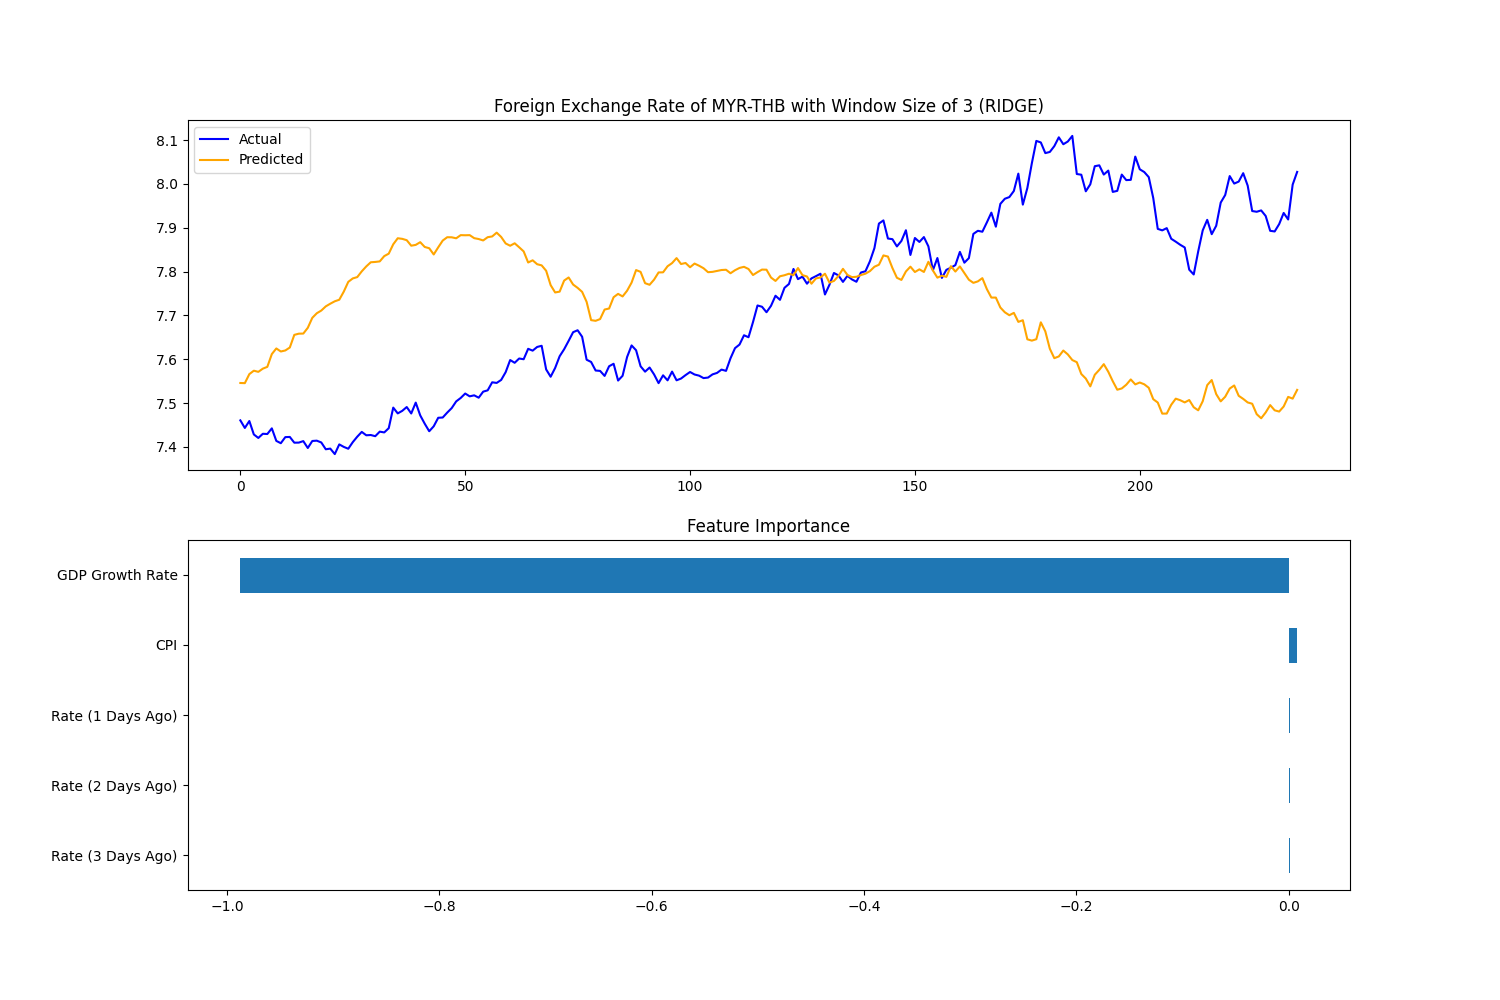 Foreign Exchange Rate of MYR-THB with Window Size of 3 (RIDGE)
Actual
Predicted
8.1
8.0
7.9
7.8
7.7
7.6
7.5
7.4
0 50 100 150 200
Feature Importance
GDP Growth Rate
CPI
Rate (1 Days Ago)
Rate (2 Days Ago)
Rate (3 Days Ago)
−1.0 −0.8 −0.6 −0.4 −0.2 0.0